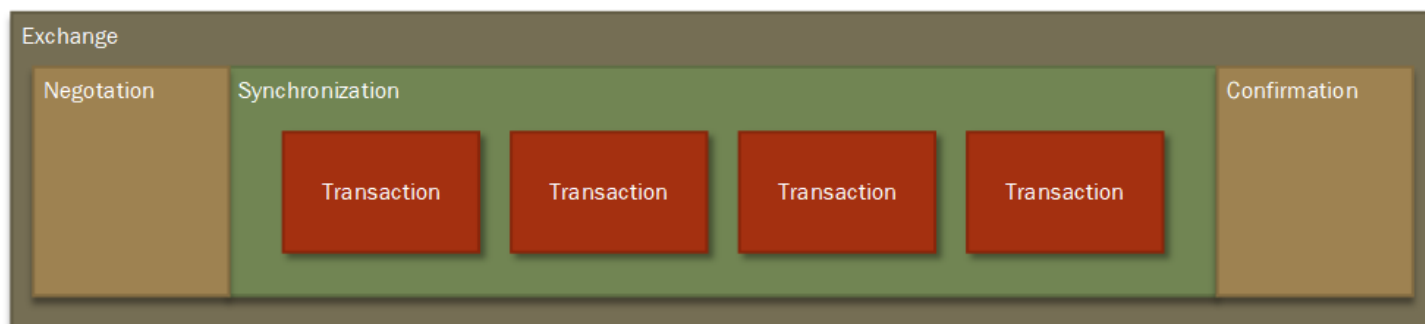 Exchange
Negotation
Synchronization
Confirmation
Transaction
Transaction
Transaction
Transaction